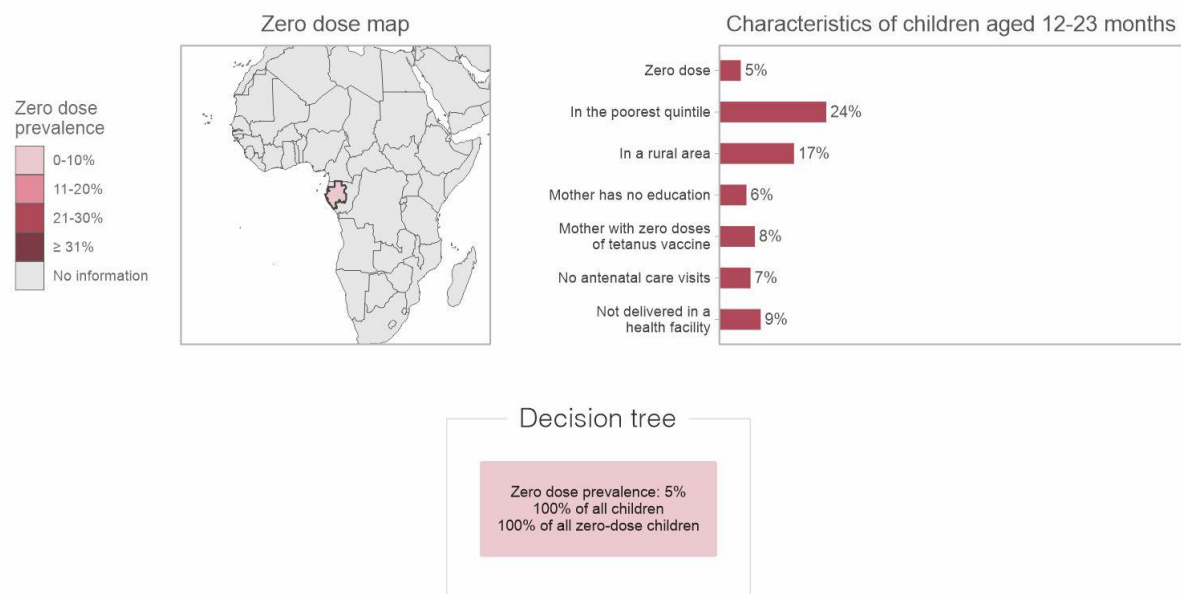 Zero dose map
Zero dose
prevalence
0-10%
11-20%
21-30%
≥ 31%
No information
Characteristics of children aged 12-23 months
Zero dose
5%
In the poorest quintile
24%
In a rural area
17%
Mother has no education
6%
Mother with zero doses
of tetanus vaccine
8%
No antenatal care visits
7%
Not delivered in a
health facility
9%
Decision tree
Zero dose prevalence: 5%
100% of all children
100% of all zero-dose children